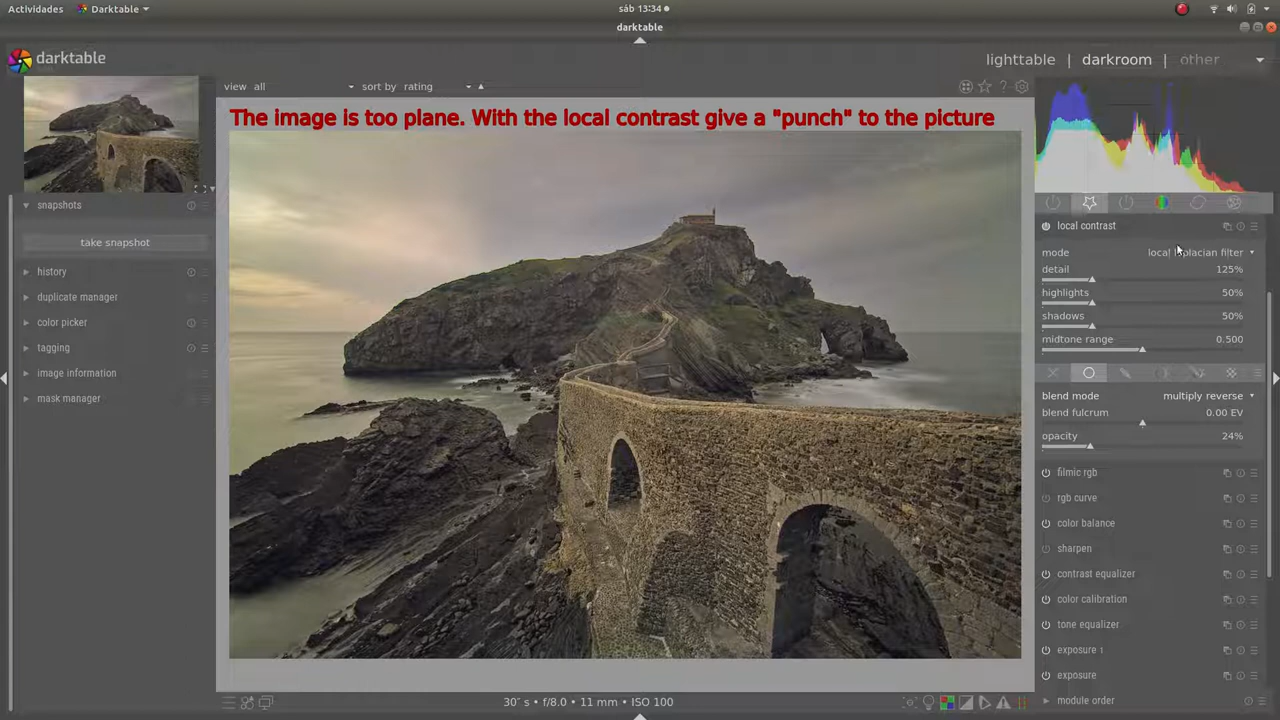 Actividades Darktable sáb 13:34
darktable
darktable lighttable | darkroom | other
view all sort by rating
The image is too plane. With the local contrast give a "punch" to the picture
snapshots
take snapshot
history
duplicate manager
color picker
tagging
image information
mask manager
local contrast
mode local laplacian filter
detail 125%
highlights 50%
shadows 50%
midtone range 0.500
blend mode multiply reverse
blend fulcrum 0.00 EV
opacity 24%
filmic rgb
rgb curve
color balance
sharpen
contrast equalizer
color calibration
tone equalizer
exposure 1
exposure
module order
30" s • f/8.0 • 11 mm • ISO 100